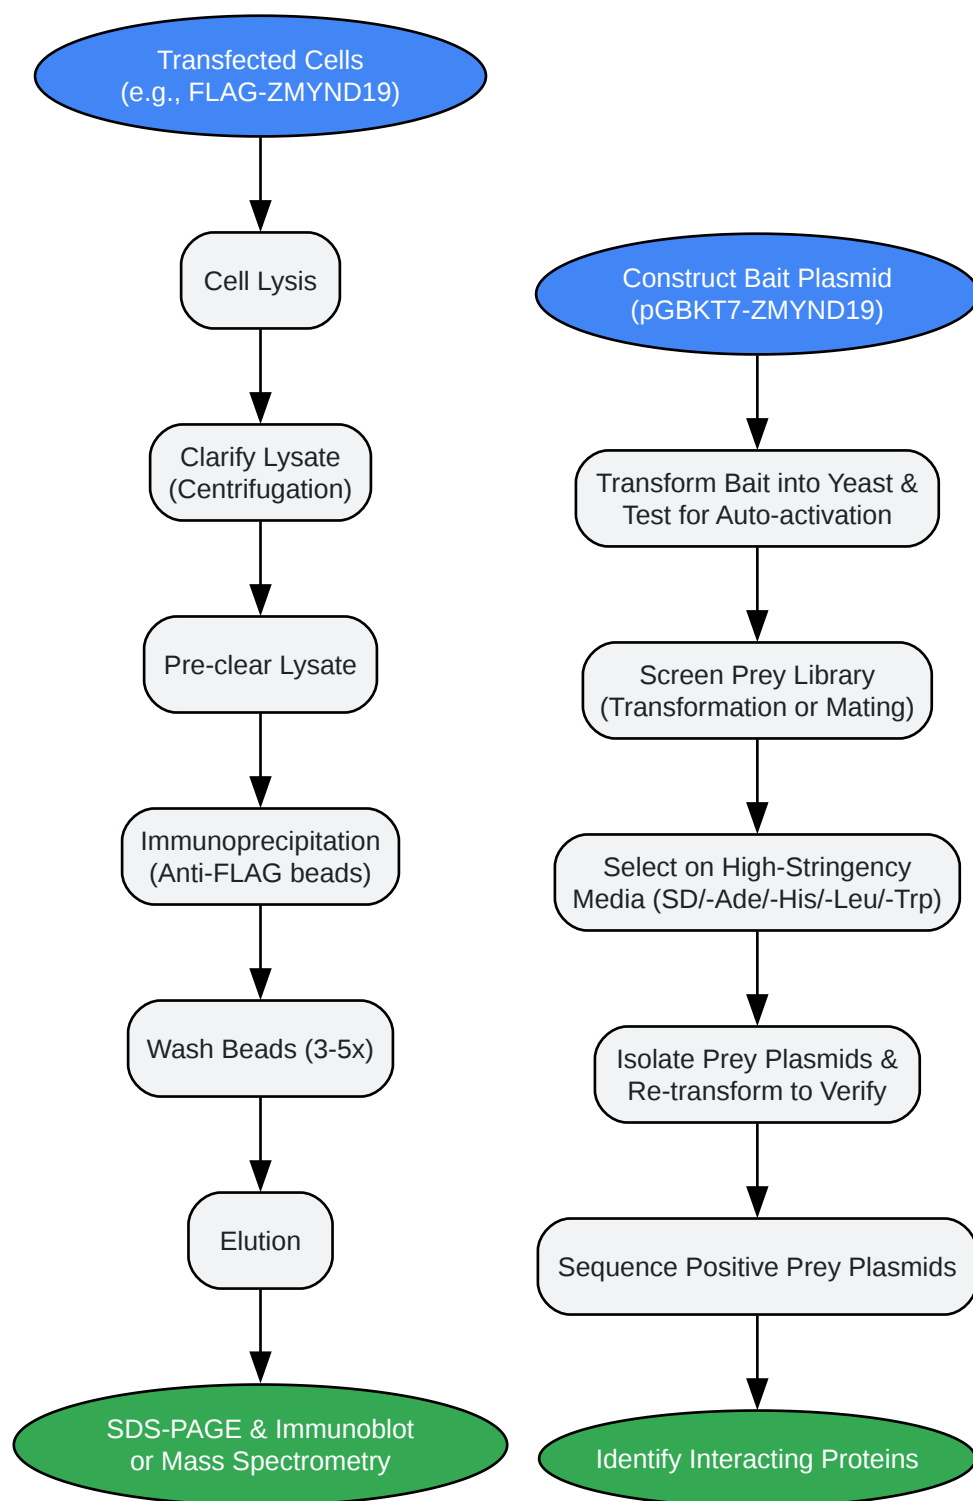 Transfected Cells
(e.g., FLAG-ZMYND19)
Cell Lysis
Clarify Lysate
(Centrifugation)
Pre-clear Lysate
Immunoprecipitation
(Anti-FLAG beads)
Wash Beads (3-5x)
Elution
SDS-PAGE & Immunoblot
or Mass Spectrometry
Construct Bait Plasmid
(pGBKT7-ZMYND19)
Transform Bait into Yeast &
Test for Auto-activation
Screen Prey Library
(Transformation or Mating)
Select on High-Stringency
Media (SD/-Ade/-His/-Leu/-Trp)
Isolate Prey Plasmids &
Re-transform to Verify
Sequence Positive Prey Plasmids
Identify Interacting Proteins